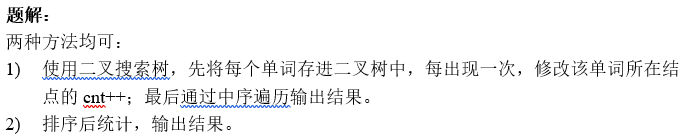 题解：
两种方法均可：
1) 使用二叉搜索树，先将每个单词存进二叉树中，每出现一次，修改该单词所在结
点的 cnt++；最后通过中序遍历输出结果。
2) 排序后统计，输出结果。